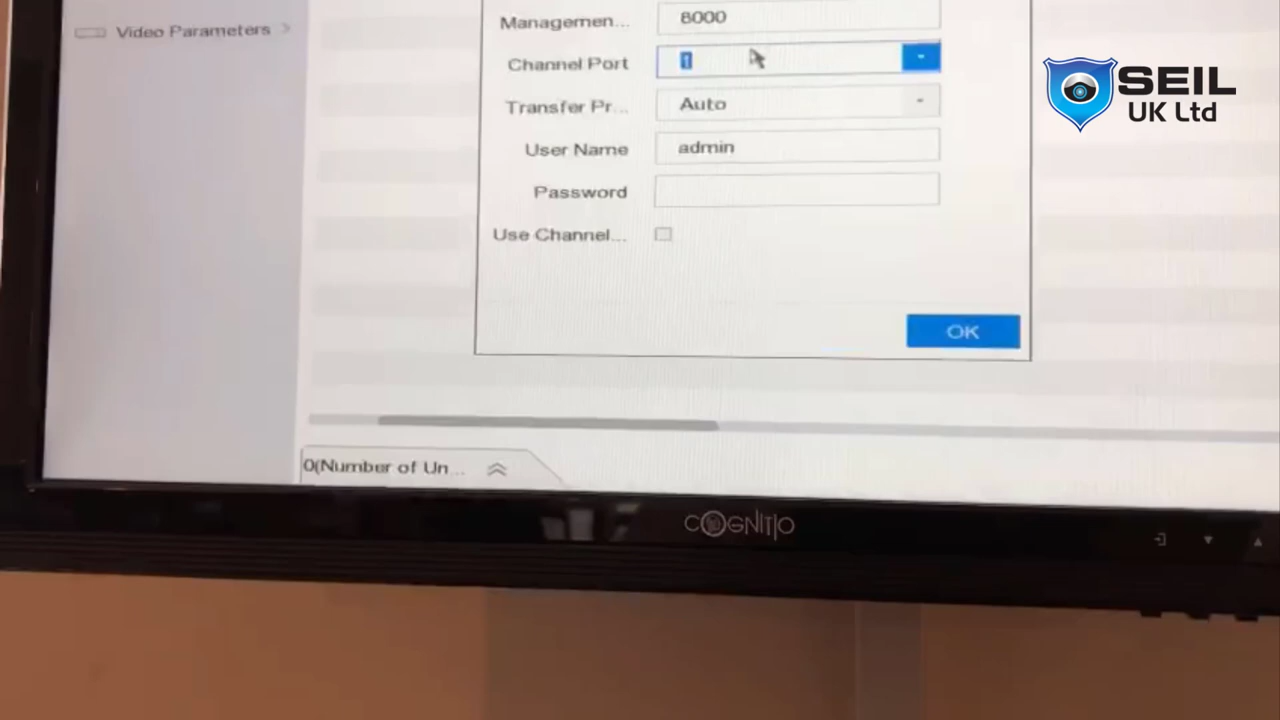 Video Parameters >
Managemen... 8000
Channel Port 1
Transfer Pr... Auto
User Name admin
Password
Use Channel...
OK
0(Number of Un...
COGNITIO
SEIL
UK Ltd